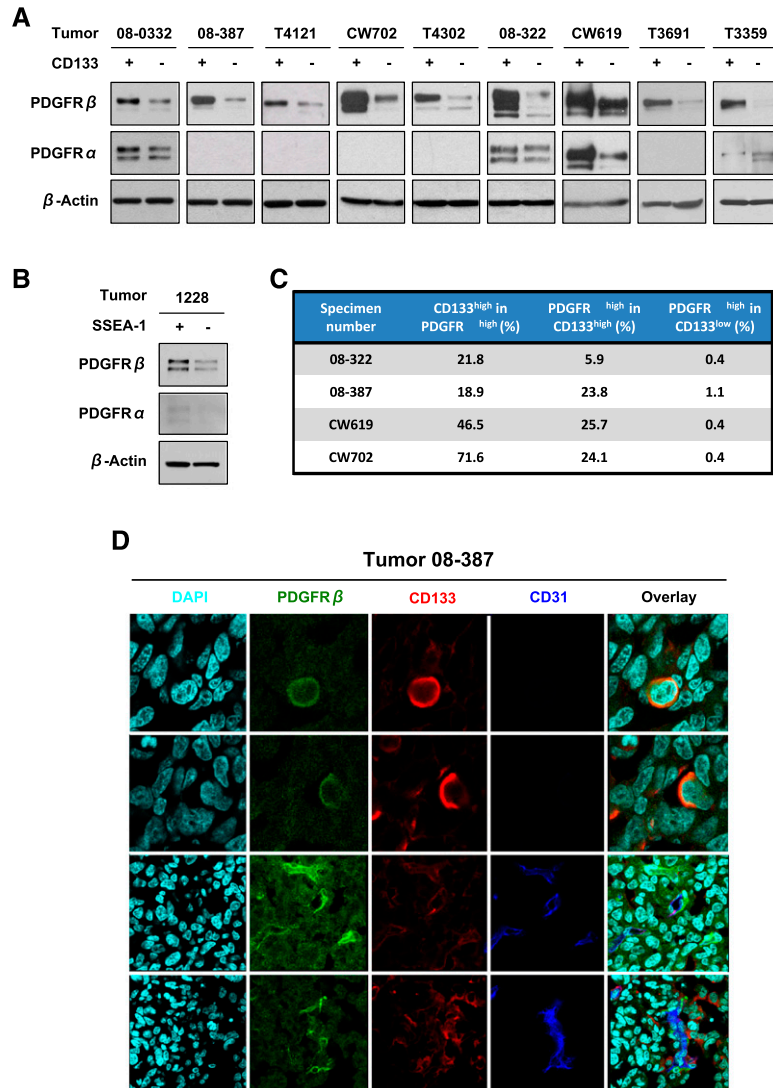 A
Tumor 08-0332 08-387 T4121 CW702 T4302 08-322 CW619 T3691 T3359
CD133 + - + - + - + - + - + - + - + - + -
PDGFR β
PDGFR α
β-Actin
B
Tumor 1228
SSEA-1 + -
PDGFR β
PDGFR α
β-Actin
C
Specimen number CD133high in PDGFR high (%) PDGFR high in CD133high (%) PDGFR high in CD133low (%)
08-322 21.8 5.9 0.4
08-387 18.9 23.8 1.1
CW619 46.5 25.7 0.4
CW702 71.6 24.1 0.4
D
Tumor 08-387
DAPI PDGFR β CD133 CD31 Overlay